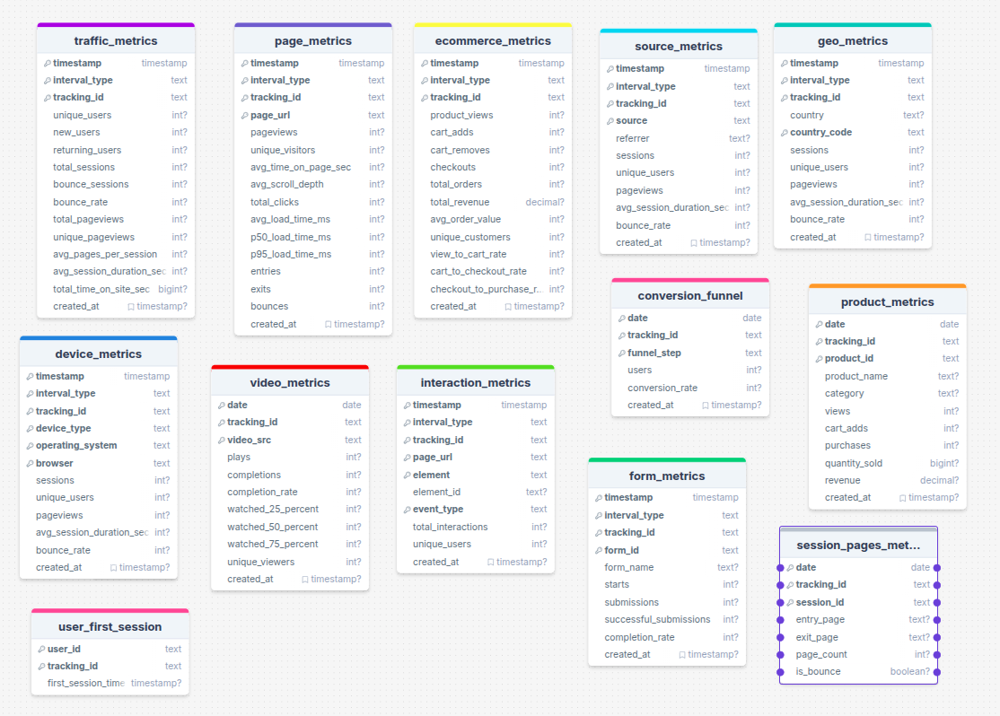 traffic_metrics
timestamp timestamp
interval_type text
tracking_id text
unique_users int?
new_users int?
returning_users int?
total_sessions int?
bounce_sessions int?
bounce_rate int?
total_pageviews int?
unique_pageviews int?
avg_pages_per_session int?
avg_session_duration_sec int?
total_time_on_site_sec bigint?
created_at timestamp?
page_metrics
timestamp timestamp
interval_type text
tracking_id text
page_url text
pageviews int?
unique_visitors int?
avg_time_on_page_sec int?
avg_scroll_depth int?
total_clicks int?
avg_load_time_ms int?
p50_load_time_ms int?
p95_load_time_ms int?
entries int?
exits int?
bounces int?
created_at timestamp?
ecommerce_metrics
timestamp timestamp
interval_type text
tracking_id text
product_views int?
cart_adds int?
cart_removes int?
checkouts int?
total_orders int?
total_revenue decimal?
avg_order_value int?
unique_customers int?
view_to_cart_rate int?
cart_to_checkout_rate int?
checkout_to_purchase_r... int?
created_at timestamp?
source_metrics
timestamp timestamp
interval_type text
tracking_id text
source text
referrer text?
sessions int?
unique_users int?
pageviews int?
avg_session_duration_sec int?
bounce_rate int?
created_at timestamp?
geo_metrics
timestamp timestamp
interval_type text
tracking_id text
country text?
country_code text
sessions int?
unique_users int?
pageviews int?
avg_session_duration_sec int?
bounce_rate int?
created_at timestamp?
conversion_funnel
date date
tracking_id text
funnel_step text
users int?
conversion_rate int?
created_at timestamp?
product_metrics
date date
tracking_id text
product_id text
product_name text?
category text?
views int?
cart_adds int?
purchases int?
quantity_sold bigint?
revenue decimal?
created_at timestamp?
device_metrics
timestamp timestamp
interval_type text
tracking_id text
device_type text
operating_system text
browser text
sessions int?
unique_users int?
pageviews int?
avg_session_duration_sec int?
bounce_rate int?
created_at timestamp?
video_metrics
date date
tracking_id text
video_src text
plays int?
completions int?
completion_rate int?
watched_25_percent int?
watched_50_percent int?
watched_75_percent int?
unique_viewers int?
created_at timestamp?
interaction_metrics
timestamp timestamp
interval_type text
tracking_id text
page_url text
element text
element_id text?
event_type text
total_interactions int?
unique_users int?
created_at timestamp?
form_metrics
timestamp timestamp
interval_type text
tracking_id text
form_id text
form_name text?
starts int?
submissions int?
successful_submissions int?
completion_rate int?
created_at timestamp?
session_pages_met...
date date
tracking_id text
session_id text
entry_page text?
exit_page text?
page_count int?
is_bounce boolean?
user_first_session
user_id text
tracking_id text
first_session_time timestamp?